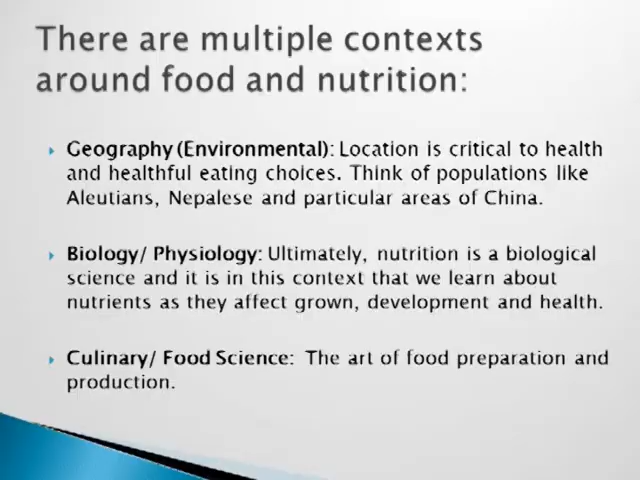 There are multiple contexts
around food and nutrition:
Geography (Environmental): Location is critical to health
and healthful eating choices. Think of populations like
Aleutians, Nepalese and particular areas of China.
Biology/ Physiology: Ultimately, nutrition is a biological
science and it is in this context that we learn about
nutrients as they affect grown, development and health.
Culinary/ Food Science: The art of food preparation and
production.